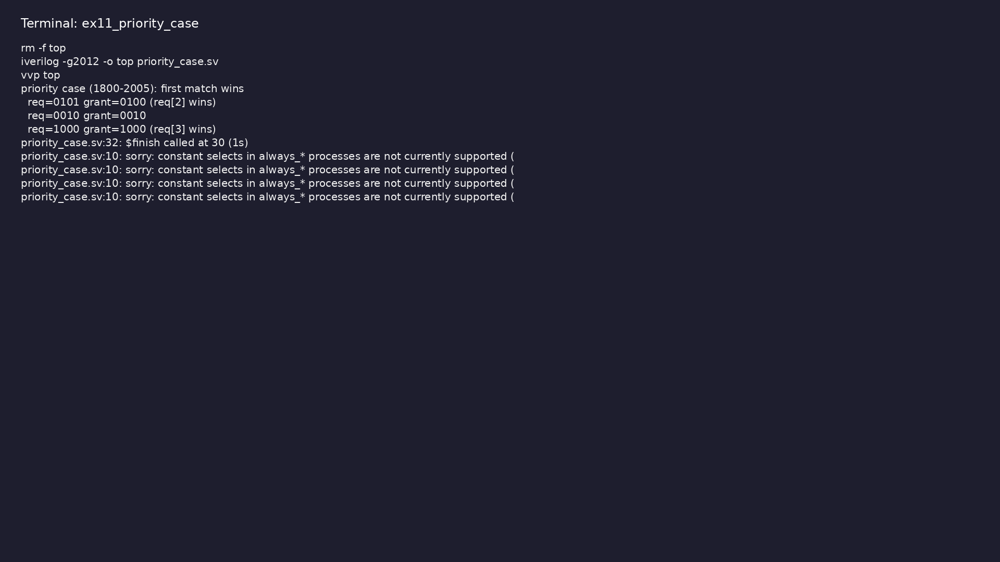 Terminal: ex11_priority_case
rm -f top
iverilog -g2012 -o top priority_case.sv
vvp top
priority case (1800-2005): first match wins
  req=0101 grant=0100 (req[2] wins)
  req=0010 grant=0010
  req=1000 grant=1000 (req[3] wins)
priority_case.sv:32: $finish called at 30 (1s)
priority_case.sv:10: sorry: constant selects in always_* processes are not currently supported (
priority_case.sv:10: sorry: constant selects in always_* processes are not currently supported (
priority_case.sv:10: sorry: constant selects in always_* processes are not currently supported (
priority_case.sv:10: sorry: constant selects in always_* processes are not currently supported (